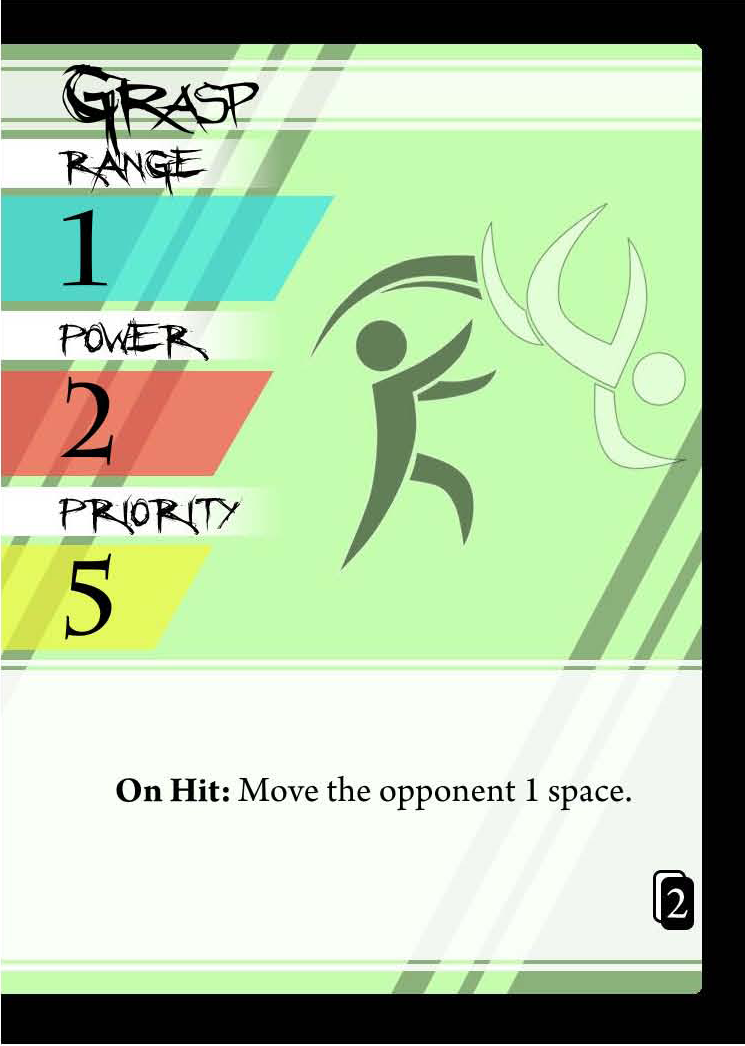 Grasp
Range
1
Power
2
Priority
5
On Hit: Move the opponent 1 space.
2